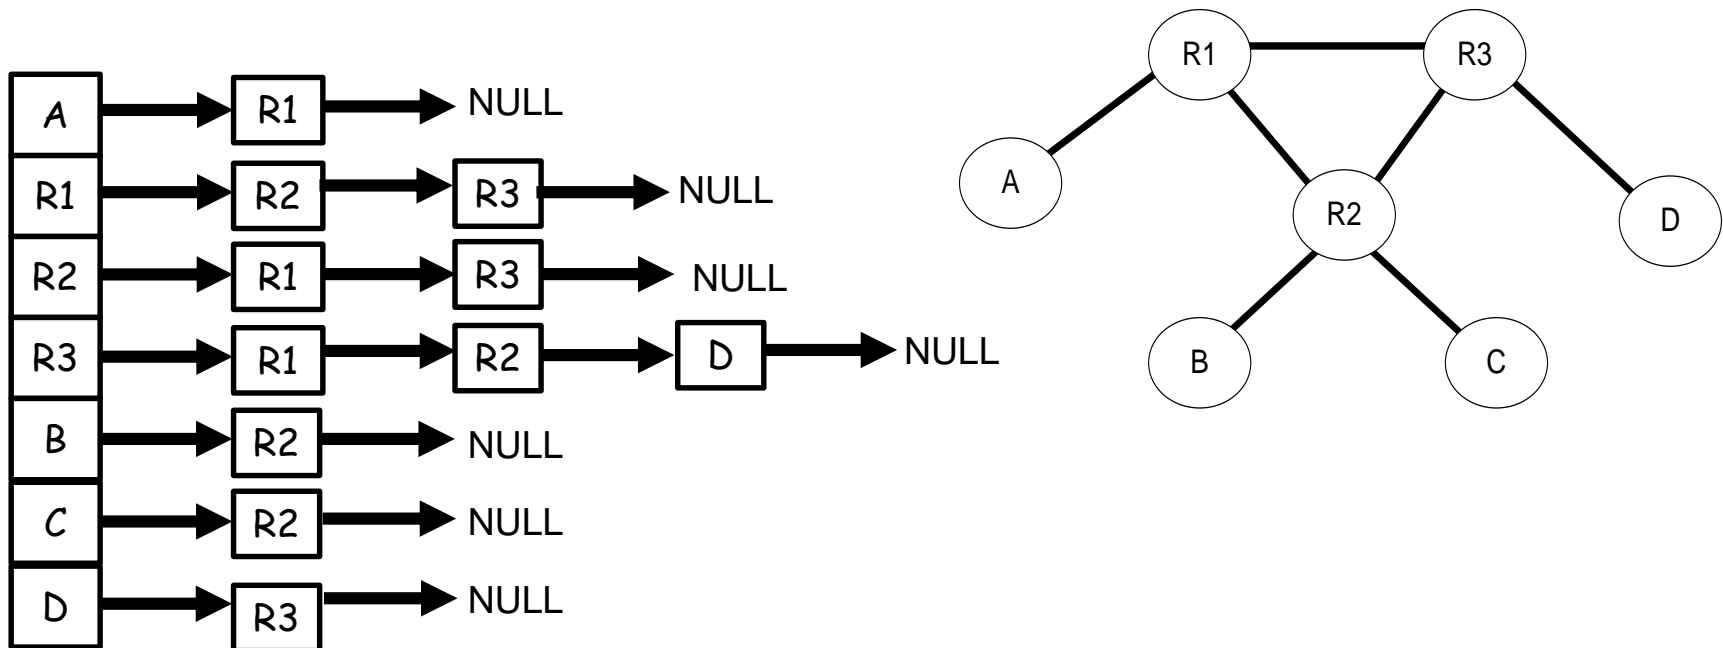 A R1 NULL
R1 R2 R3 NULL
R2 R1 R3 NULL
R3 R1 R2 D NULL
B R2 NULL
C R2 NULL
D R3 NULL
R1 R3
A
R2
D
B
C